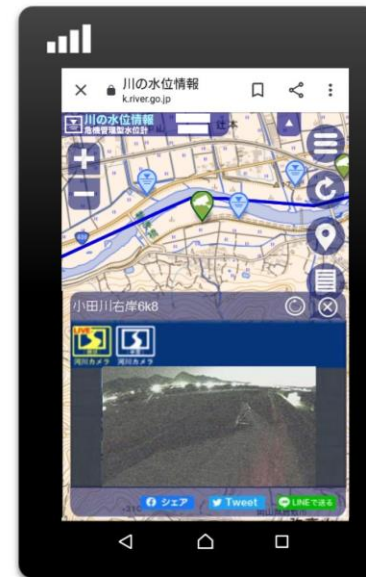 川の水位情報
k.river.go.jp
川の水位情報
危機管理型水位計
辻本
小田川右岸6k8
LIVE
河川カメラ
河川カメラ
シェア
Tweet
LINEで送る